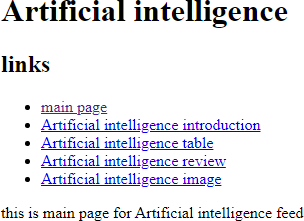 Artificial intelligence
links
main page
Artificial intelligence introduction
Artificial intelligence table
Artificial intelligence review
Artificial intelligence image
this is main page for Artificial intelligence feed